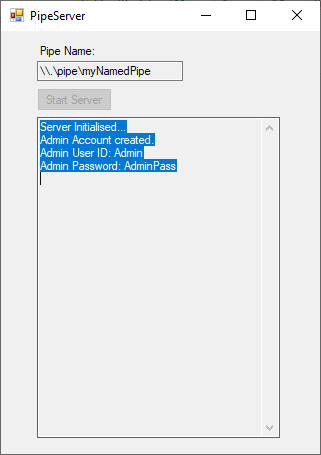 PipeServer
Pipe Name:
\\.\pipe\myNamedPipe
Start Server
Server Initialised...
Admin Account created.
Admin User ID: Admin
Admin Password: AdminPass